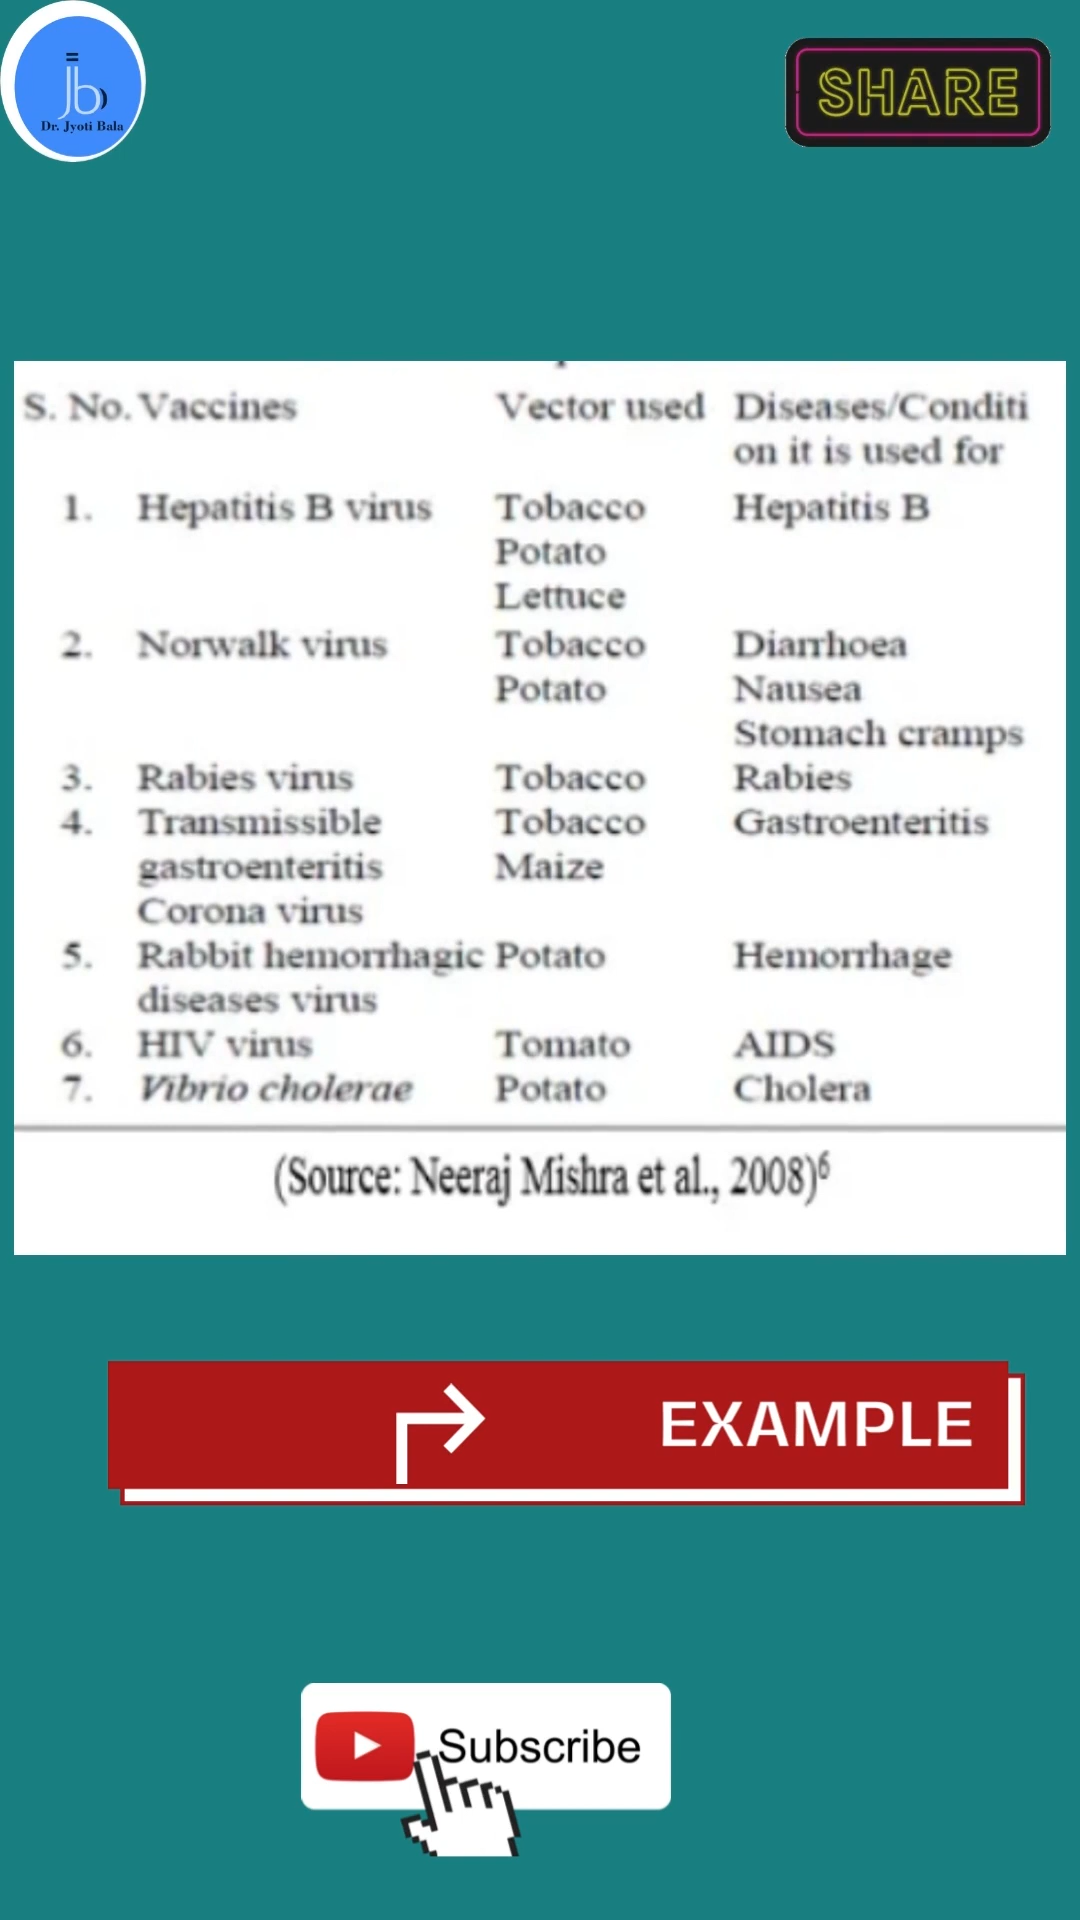 Dr. Jyoti Bala
SHARE
S. No. Vaccines Vector used Diseases/Conditi
on it is used for
1. Hepatitis B virus Tobacco Hepatitis B
Potato
Lettuce
2. Norwalk virus Tobacco Diarrhoea
Potato Nausea
Stomach cramps
3. Rabies virus Tobacco Rabies
4. Transmissible Tobacco Gastroenteritis
gastroenteritis Maize
Corona virus
5. Rabbit hemorrhagic Potato Hemorrhage
diseases virus
6. HIV virus Tomato AIDS
7. Vibrio cholerae Potato Cholera
(Source: Neeraj Mishra et al., 2008)6
EXAMPLE
Subscribe